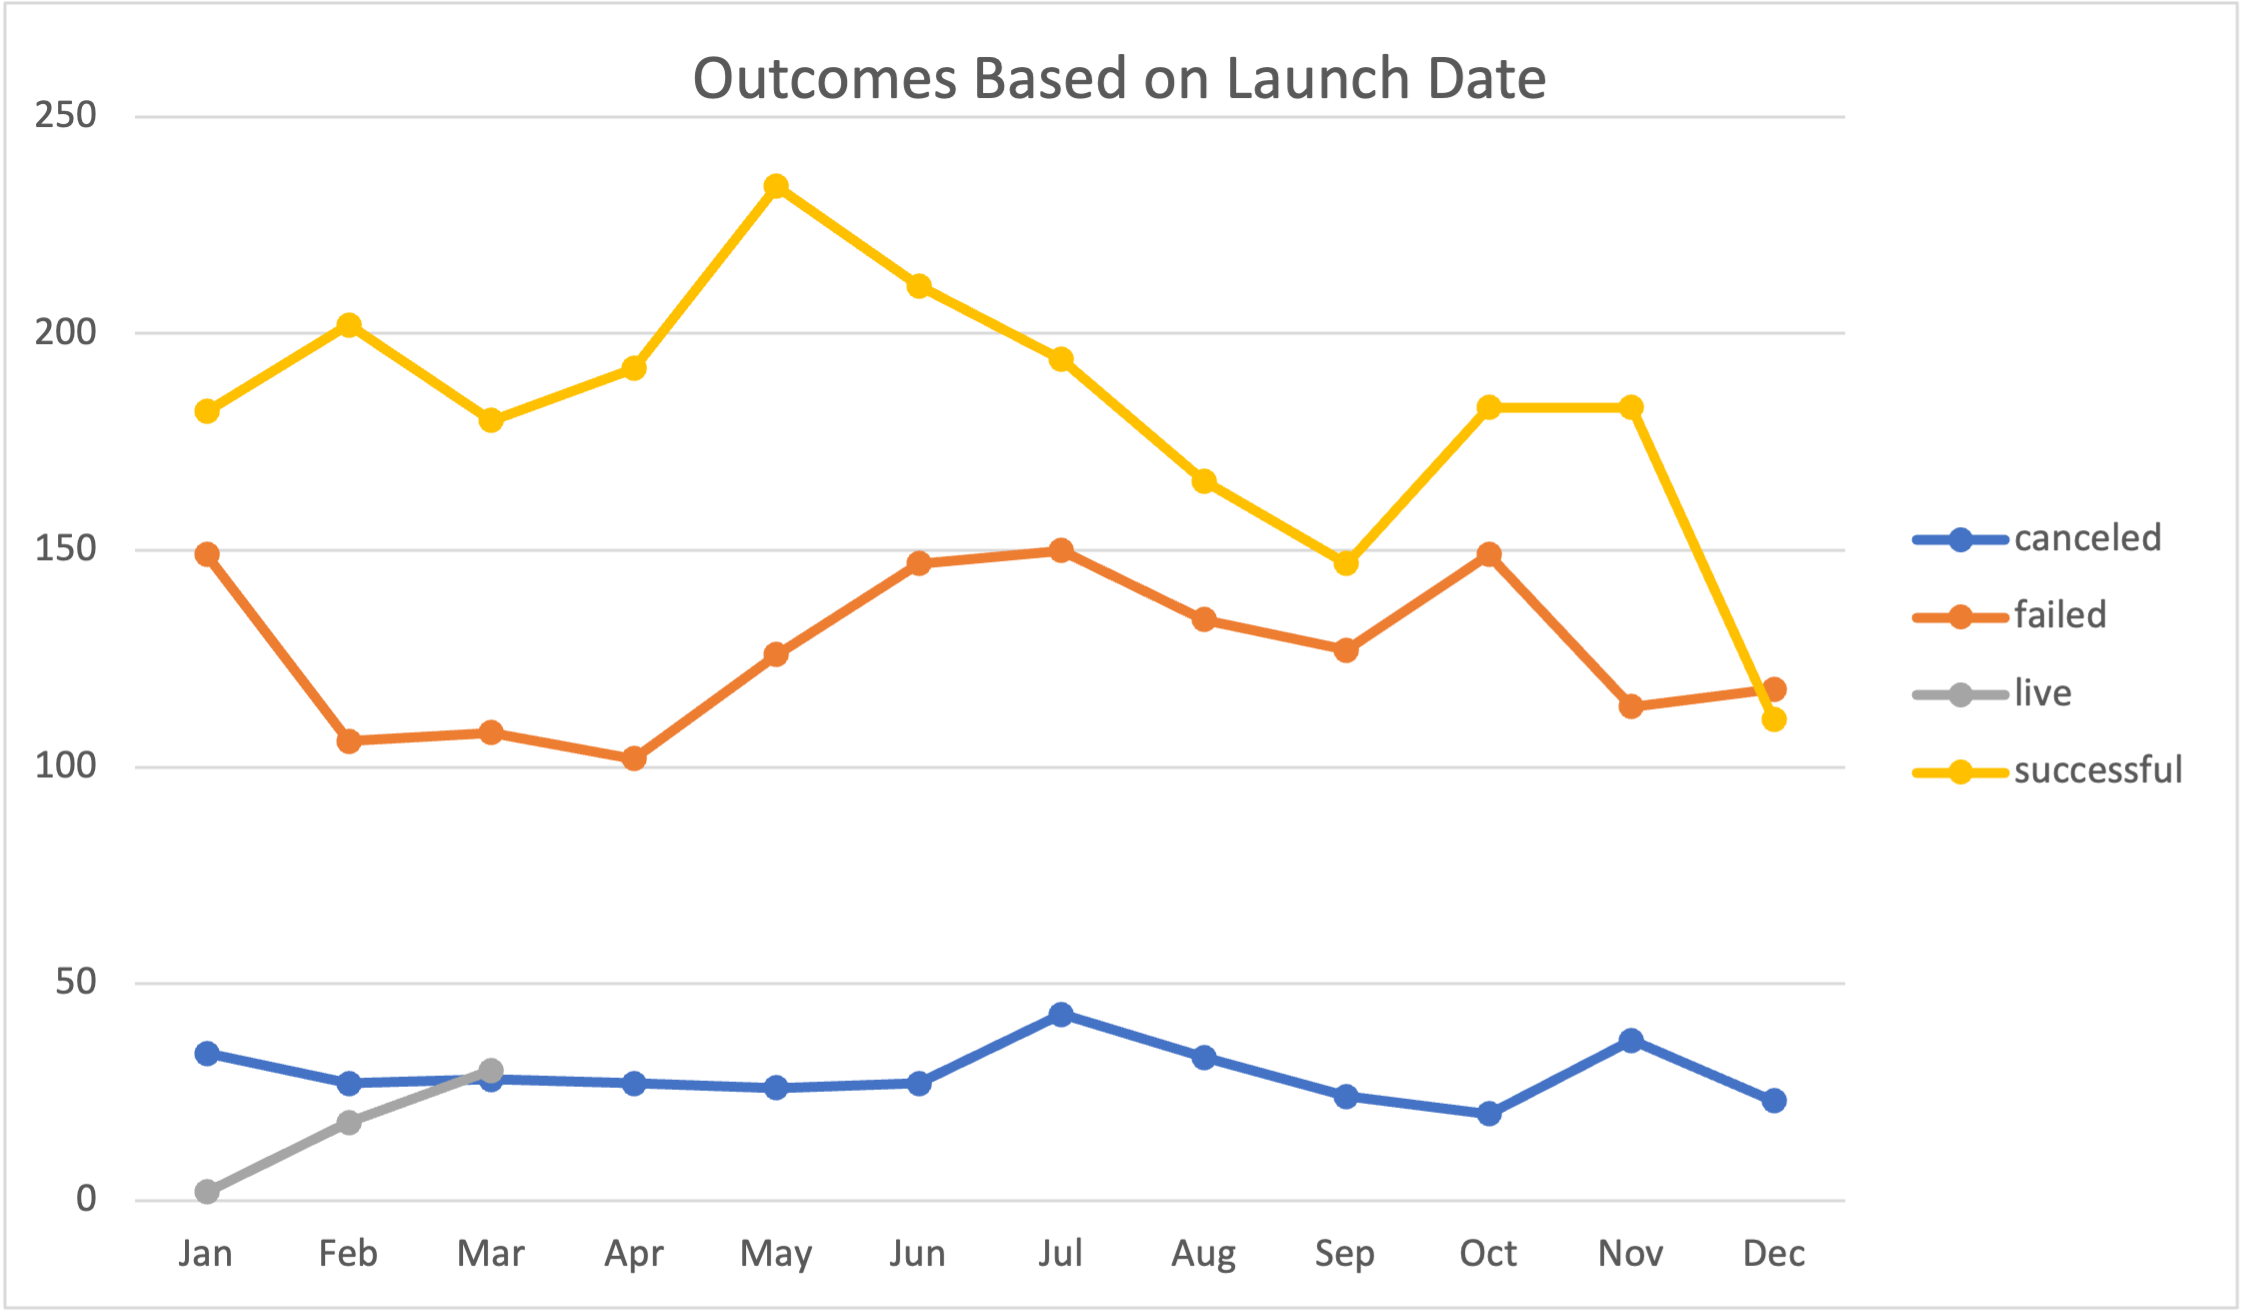 Outcomes Based on Launch Date
250
200
150
100
50
0
Jan Feb Mar Apr May Jun Jul Aug Sep Oct Nov Dec
canceled
failed
live
successful